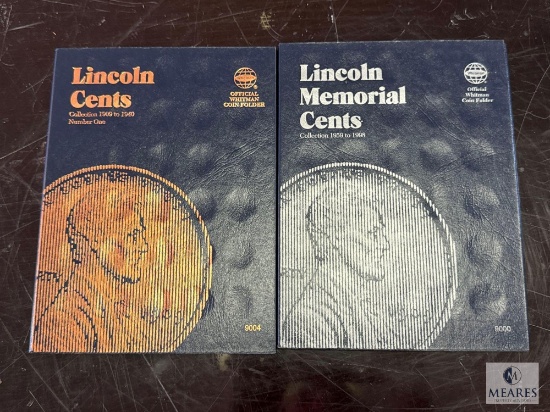 Lincoln
Cents
Collection 1909 to 1940
Number One
OFFICIAL
WHITMAN
COIN FOLDER
9004
Lincoln
Memorial
Cents
Collection 1959 to 1998
Official
Whitman
Coin Folder
9000
M
MEARES